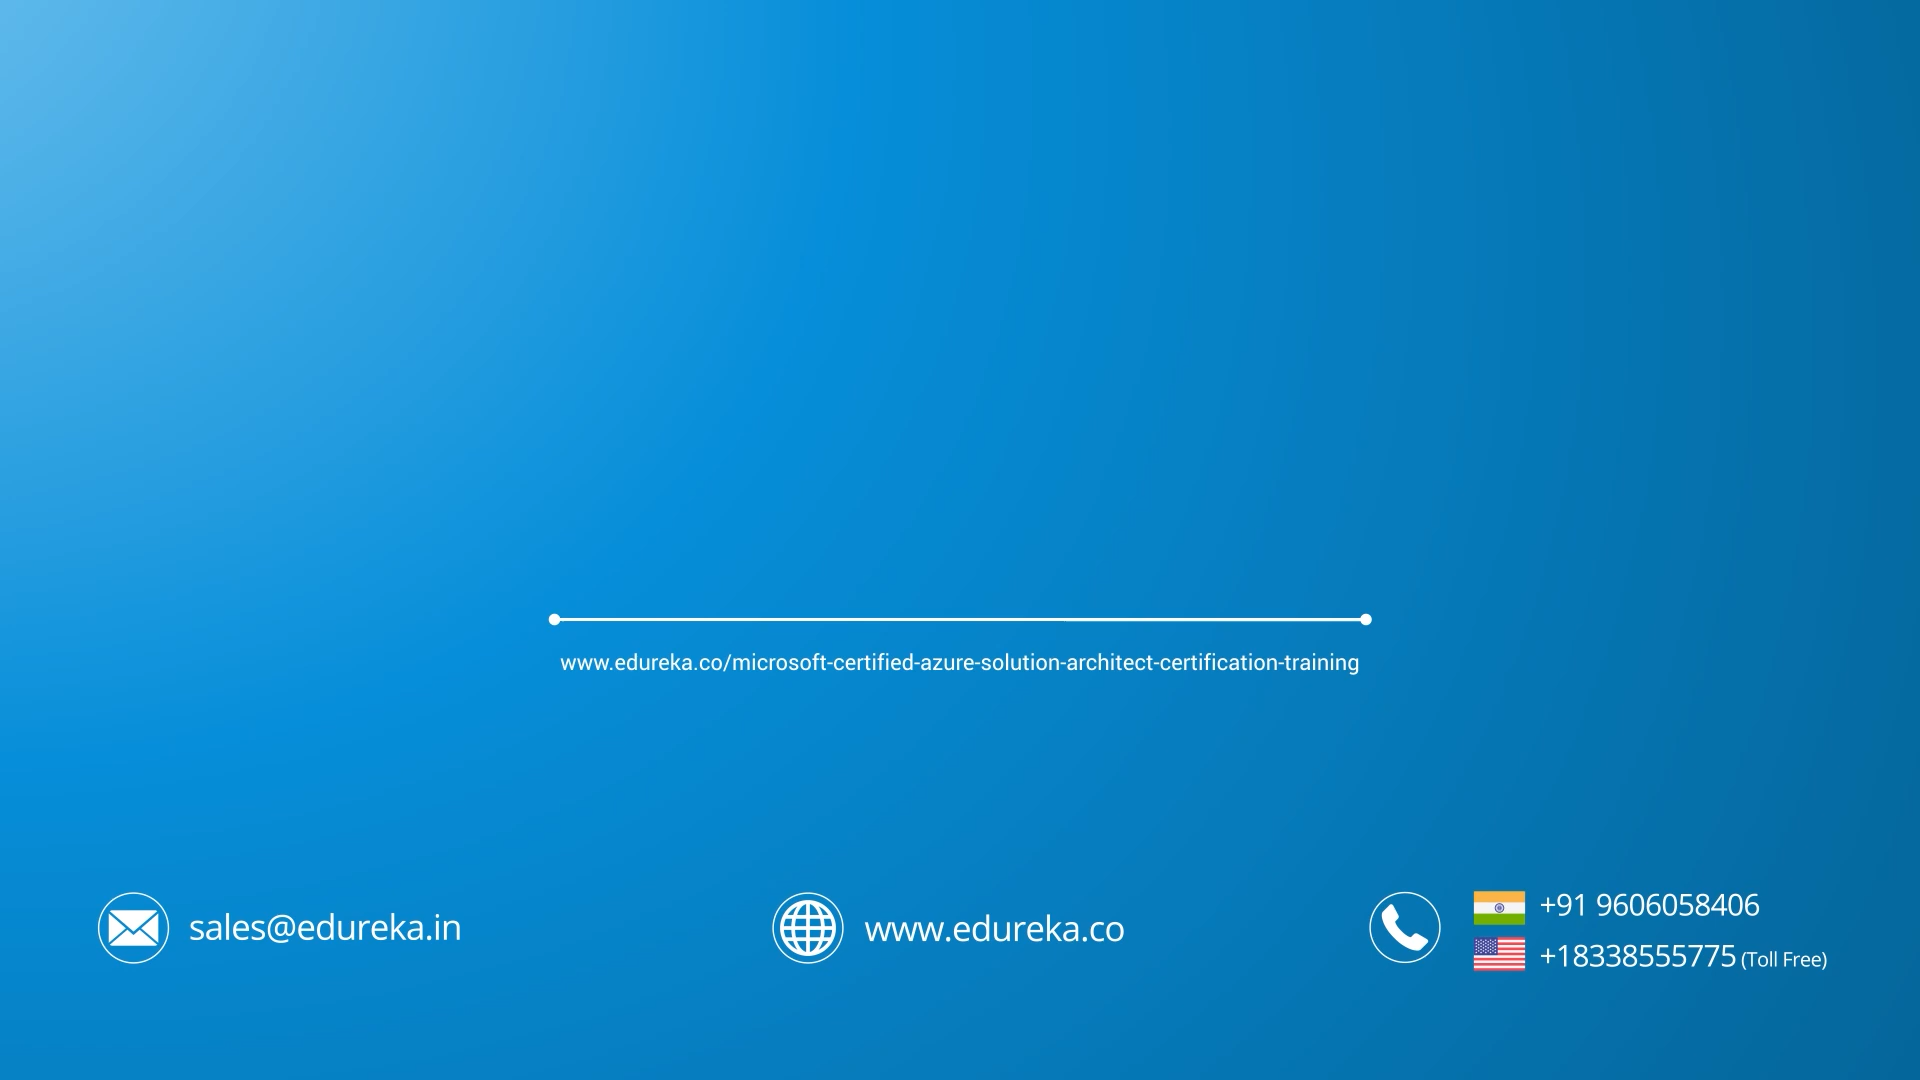 www.edureka.co/microsoft-certified-azure-solution-architect-certification-training
sales@edureka.in
www.edureka.co
+91 9606058406
+18338555775 (Toll Free)